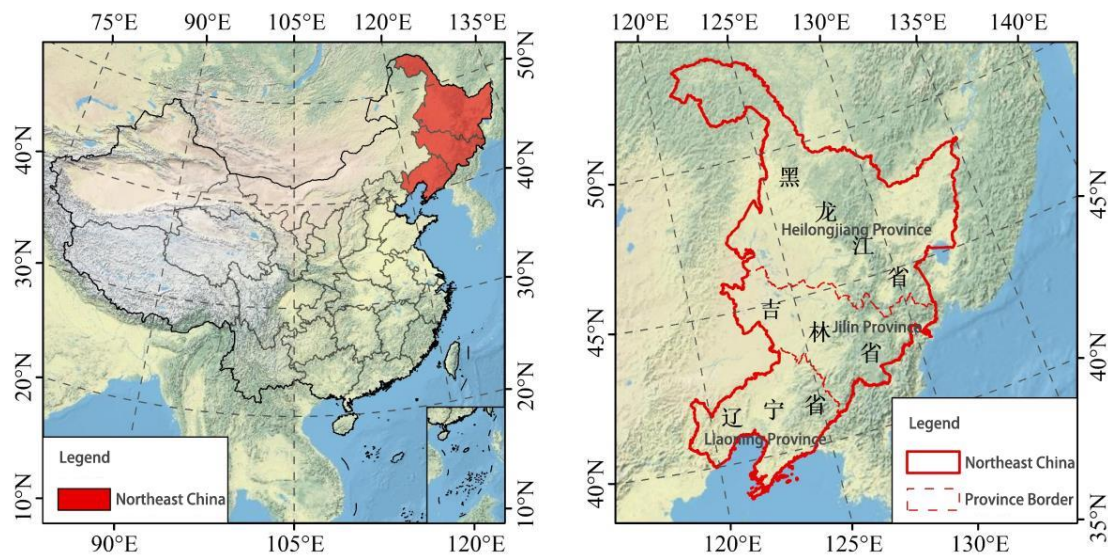 75°E 90°E 105°E 120°E 135°E
50°N
40°N
40°N
30°N
30°N
20°N
20°N
10°N
10°N
Legend
Northeast China
90°E 105°E 120°E
120°E 125°E 130°E 135°E 140°E
50°N
45°N
45°N
40°N
40°N
35°N
黑龙江省
Heilongjiang Province
吉林省
Jilin Province
辽宁省
Liaoning Province
Legend
Northeast China
Province Border
120°E 125°E 130°E